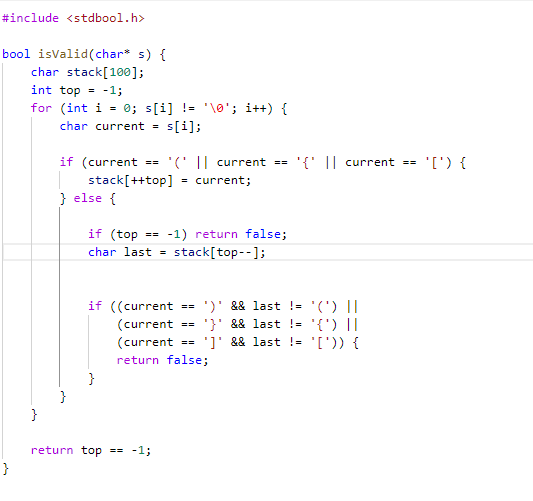 #include <stdbool.h>

bool isValid(char* s) {
    char stack[100];
    int top = -1;
    for (int i = 0; s[i] != '\0'; i++) {
        char current = s[i];

        if (current == '(' || current == '{' || current == '[') {
            stack[++top] = current;
        } else {

            if (top == -1) return false;
            char last = stack[top--];


            if ((current == ')' && last != '(') ||
                (current == '}' && last != '{') ||
                (current == ']' && last != '[')) {
                return false;
            }
        }
    }

    return top == -1;
}